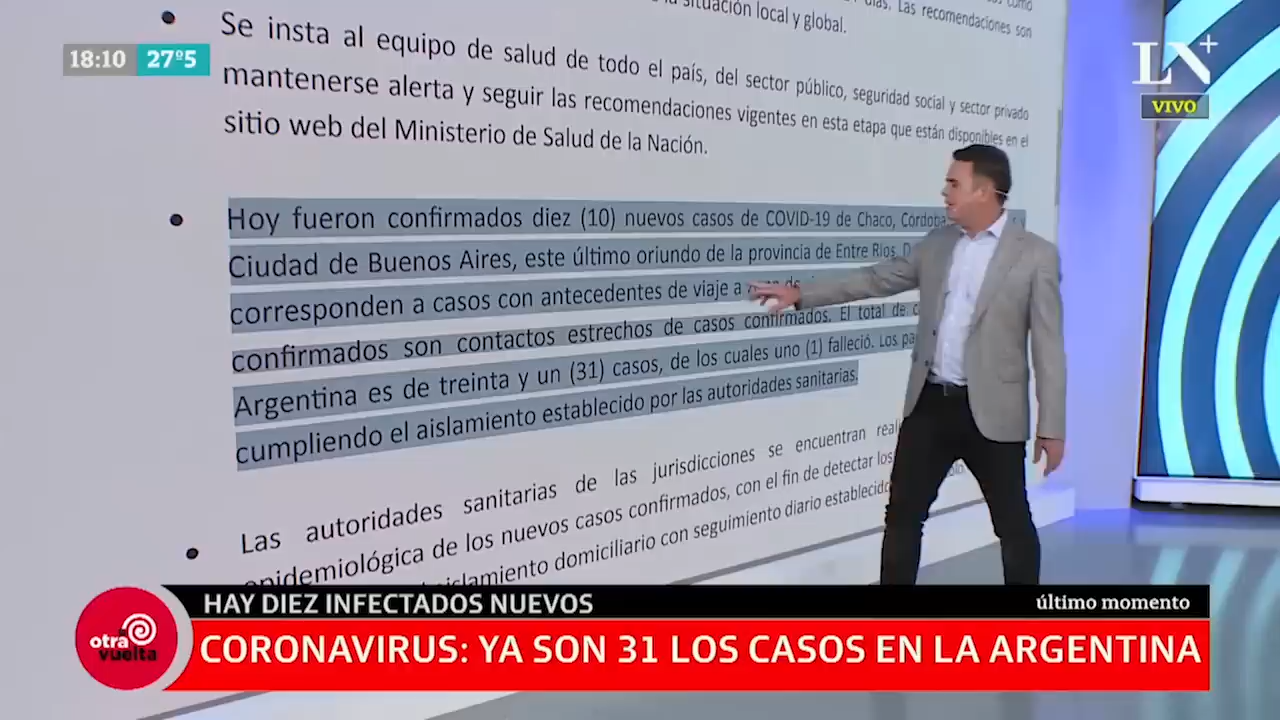 situación local y global.
días. Las recomendaciones son
como
18:10 27º5
LN+
VIVO
• Se insta al equipo de salud de todo el país, del sector público, seguridad social y sector privado
mantenerse alerta y seguir las recomendaciones vigentes en esta etapa que están disponibles en el
sitio web del Ministerio de Salud de la Nación.
• Hoy fueron confirmados diez (10) nuevos casos de COVID-19 de Chaco, Córdoba
Ciudad de Buenos Aires, este último oriundo de la provincia de Entre Ríos.
corresponden a casos con antecedentes de viaje a
confirmados son contactos estrechos de casos confirmados. El total de
Argentina es de treinta y un (31) casos, de los cuales uno (1) falleció. Los
cumpliendo el aislamiento establecido por las autoridades sanitarias.
• Las autoridades sanitarias de las jurisdicciones se encuentran
epidemiológica de los nuevos casos confirmados, con el fin de detectar los
aislamiento domiciliario con seguimiento diario establecido
HAY DIEZ INFECTADOS NUEVOS
último momento
otra vuelta
CORONAVIRUS: YA SON 31 LOS CASOS EN LA ARGENTINA